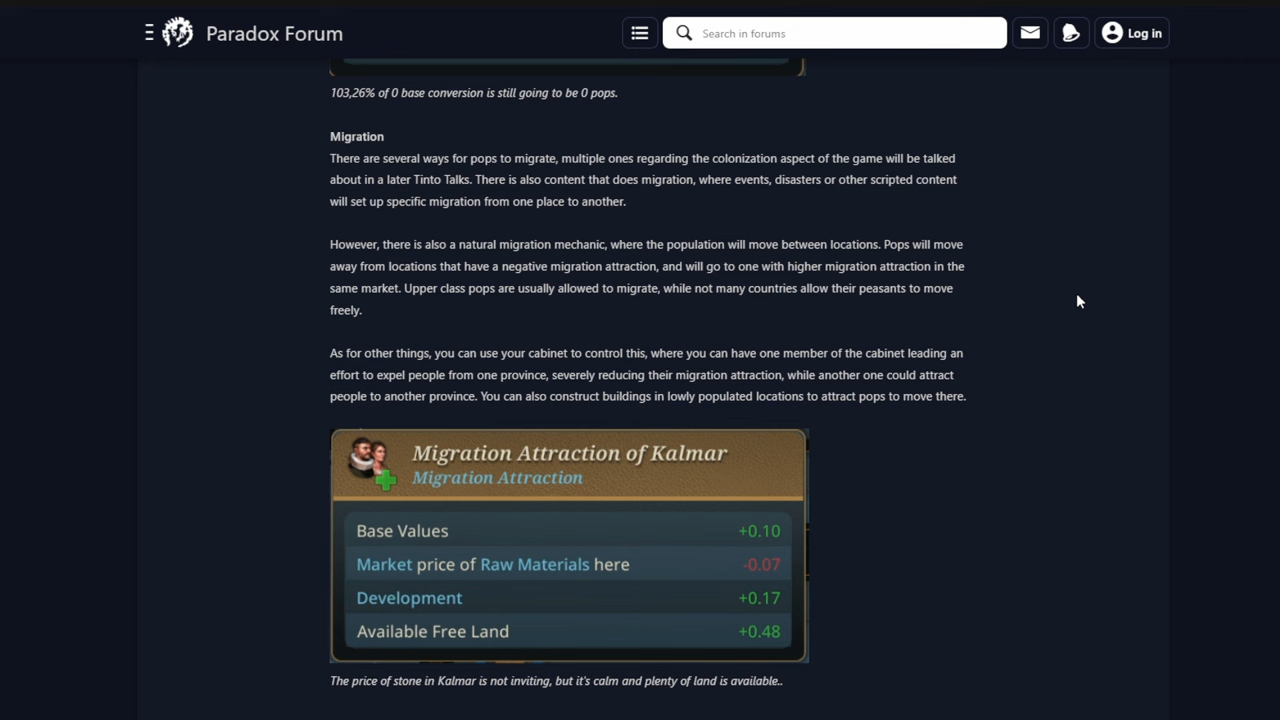 Paradox Forum
Search in forums
Log in
103,26% of 0 base conversion is still going to be 0 pops.
Migration
There are several ways for pops to migrate, multiple ones regarding the colonization aspect of the game will be talked
about in a later Tinto Talks. There is also content that does migration, where events, disasters or other scripted content
will set up specific migration from one place to another.
However, there is also a natural migration mechanic, where the population will move between locations. Pops will move
away from locations that have a negative migration attraction, and will go to one with higher migration attraction in the
same market. Upper class pops are usually allowed to migrate, while not many countries allow their peasants to move
freely.
As for other things, you can use your cabinet to control this, where you can have one member of the cabinet leading an
effort to expel people from one province, severely reducing their migration attraction, while another one could attract
people to another province. You can also construct buildings in lowly populated locations to attract pops to move there.
Migration Attraction of Kalmar
Migration Attraction
Base Values +0.10
Market price of Raw Materials here -0.07
Development +0.17
Available Free Land +0.48
The price of stone in Kalmar is not inviting, but it's calm and plenty of land is available..